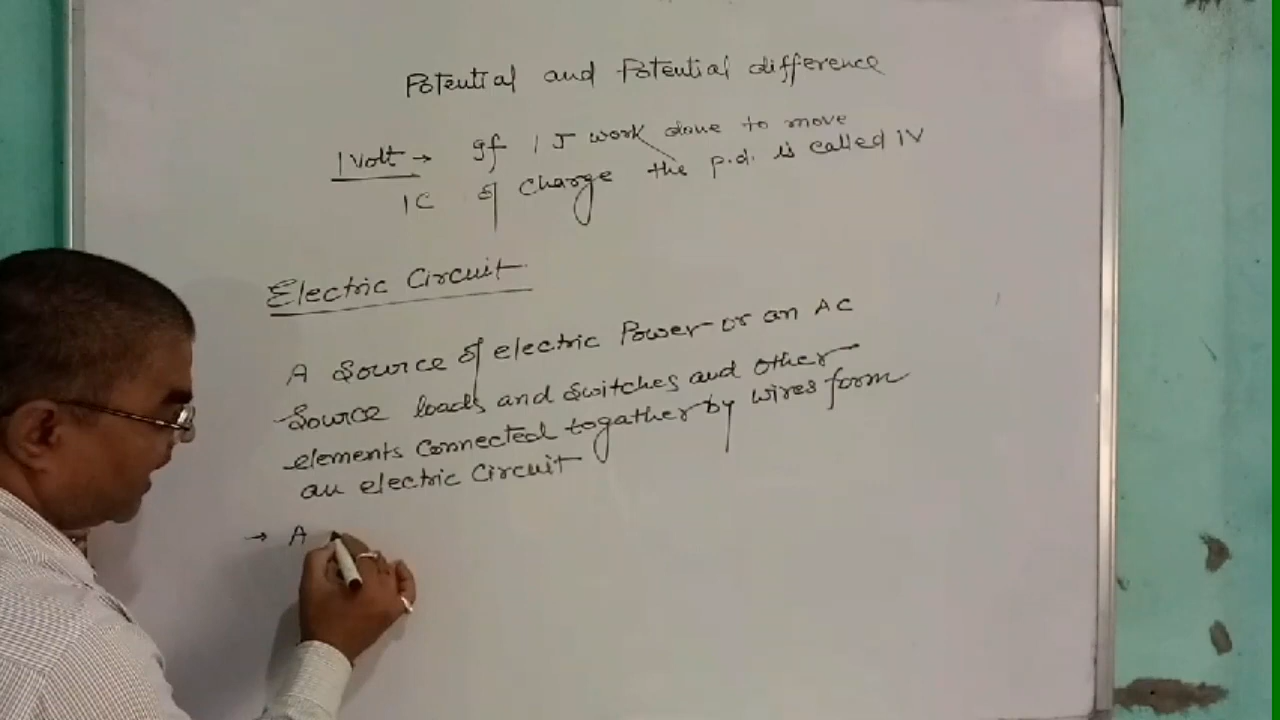 Potential and Potential difference
1 Volt → If 1 J work done to move
1C of charge the p.d. is called 1V
Electric Circuit
A Source of electric Power or an AC
Source loads and switches and other
elements connected togather by wires form
an electric circuit
→ A